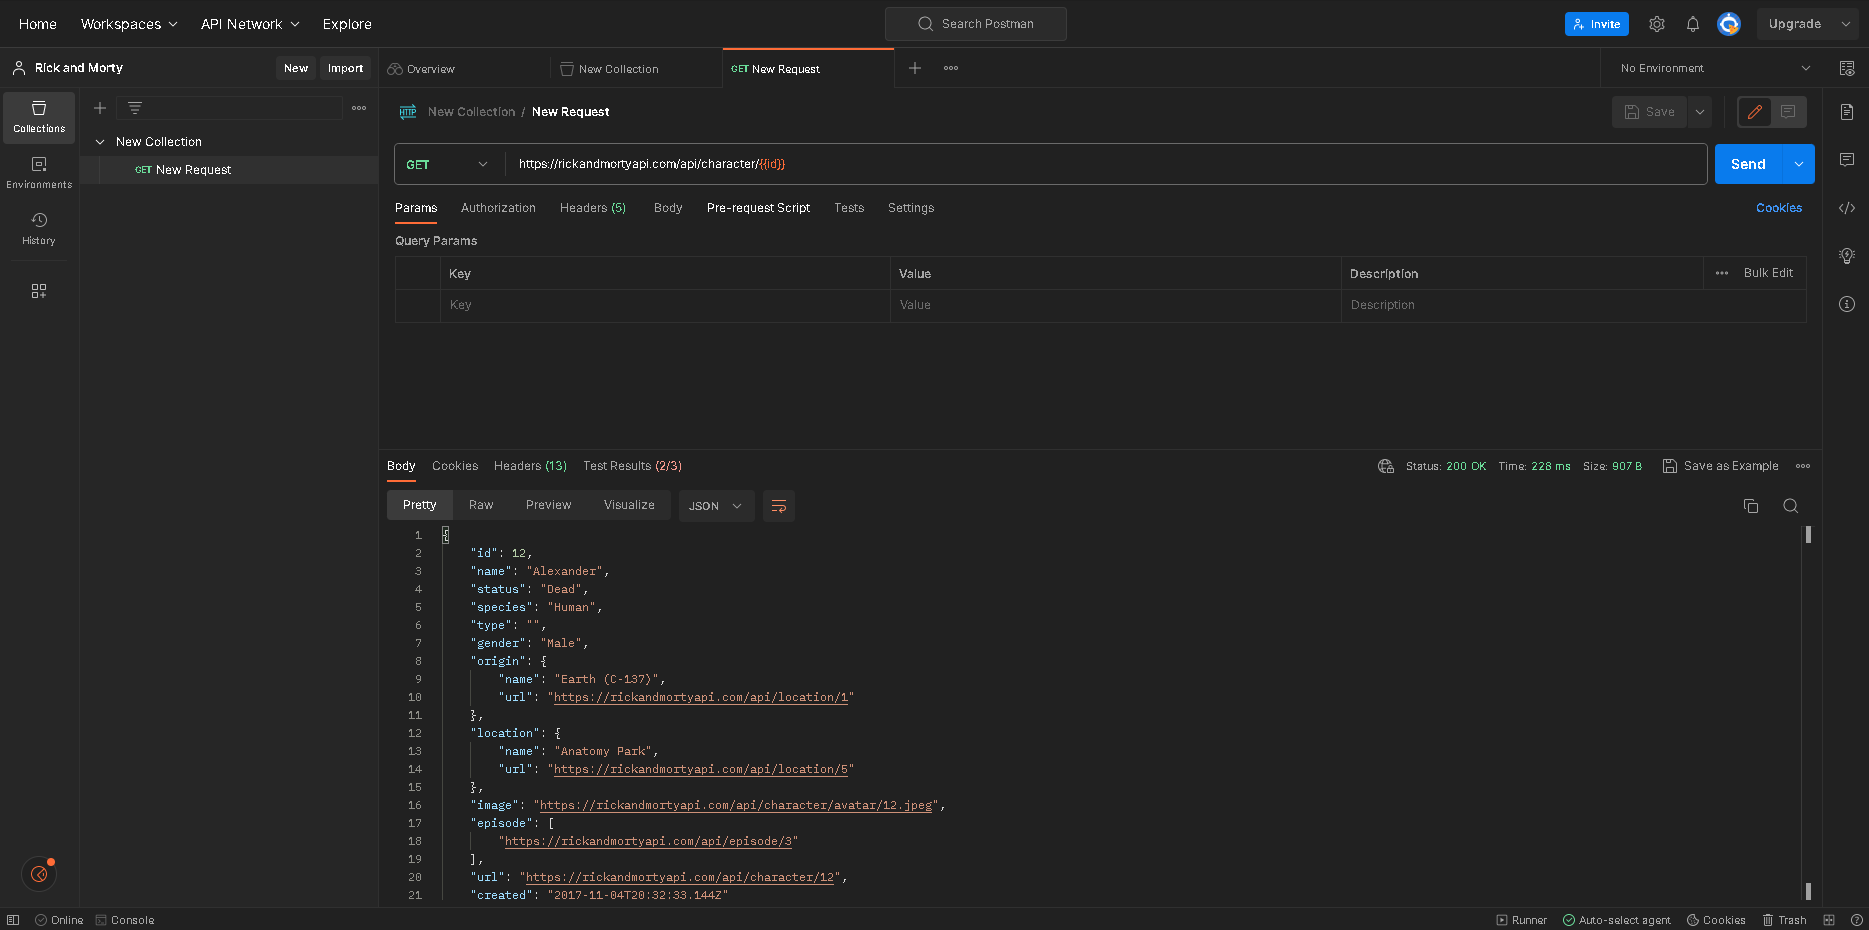 Home Workspaces API Network Explore Search Postman Invite Upgrade
Rick and Morty New Import Overview New Collection GET New Request No Environment
Collections
New Collection
GET New Request
Environments
History
HTTP New Collection / New Request Save
GET https://rickandmortyapi.com/api/character/{{id}} Send
Params Authorization Headers (5) Body Pre-request Script Tests Settings Cookies
Query Params
Key Value Description Bulk Edit
Key Value Description
Body Cookies Headers (13) Test Results (2/3) Status: 200 OK Time: 228 ms Size: 907 B Save as Example
Pretty Raw Preview Visualize JSON
1 {
2 "id": 12,
3 "name": "Alexander",
4 "status": "Dead",
5 "species": "Human",
6 "type": "",
7 "gender": "Male",
8 "origin": {
9 "name": "Earth (C-137)",
10 "url": "https://rickandmortyapi.com/api/location/1"
11 },
12 "location": {
13 "name": "Anatomy Park",
14 "url": "https://rickandmortyapi.com/api/location/5"
15 },
16 "image": "https://rickandmortyapi.com/api/character/avatar/12.jpeg",
17 "episode": [
18 "https://rickandmortyapi.com/api/episode/3"
19 ],
20 "url": "https://rickandmortyapi.com/api/character/12",
21 "created": "2017-11-04T20:32:33.144Z"
Online Console Runner Auto-select agent Cookies Trash